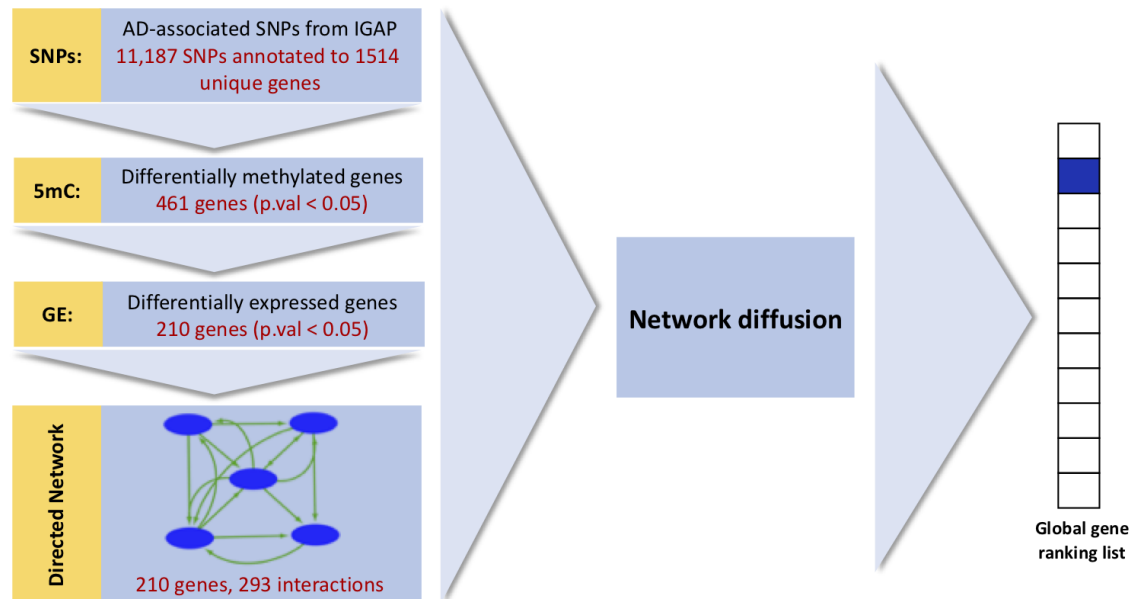 SNPs:
AD-associated SNPs from IGAP
11,187 SNPs annotated to 1514
unique genes
5mC:
Differentially methylated genes
461 genes (p.val < 0.05)
GE:
Differentially expressed genes
210 genes (p.val < 0.05)
Directed Network
210 genes, 293 interactions
Network diffusion
Global gene
ranking list